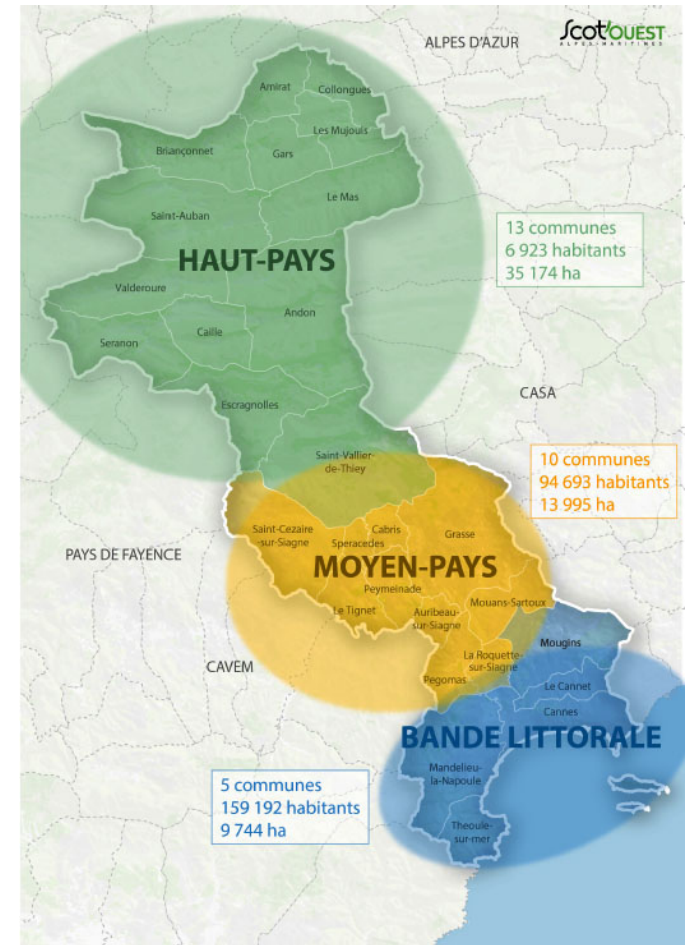 ALPES D'AZUR
Scot'OUEST
ALPES-MARITIMES
Amirat
Collongues
Les Mujouls
Briançonnet
Gars
Le Mas
Saint-Auban
13 communes
6 923 habitants
35 174 ha
HAUT-PAYS
Valderoure
Andon
Caille
Seranon
CASA
Escragnolles
Saint-Vallier-
de-Thiey
10 communes
94 693 habitants
13 995 ha
Saint-Cezaire
-sur-Siagne
Cabris
Grasse
Speracedes
PAYS DE FAYENCE
MOYEN-PAYS
Peymeinade
Mouans-Sartoux
Le Tignet
Auribeau-
sur-Siagne
Mougins
La Roquette-
sur-Siagne
CAVEM
Pegomas
Le Cannet
Cannes
BANDE LITTORALE
Mandelieu-
la-Napoule
5 communes
159 192 habitants
9 744 ha
Theoule-
sur-mer